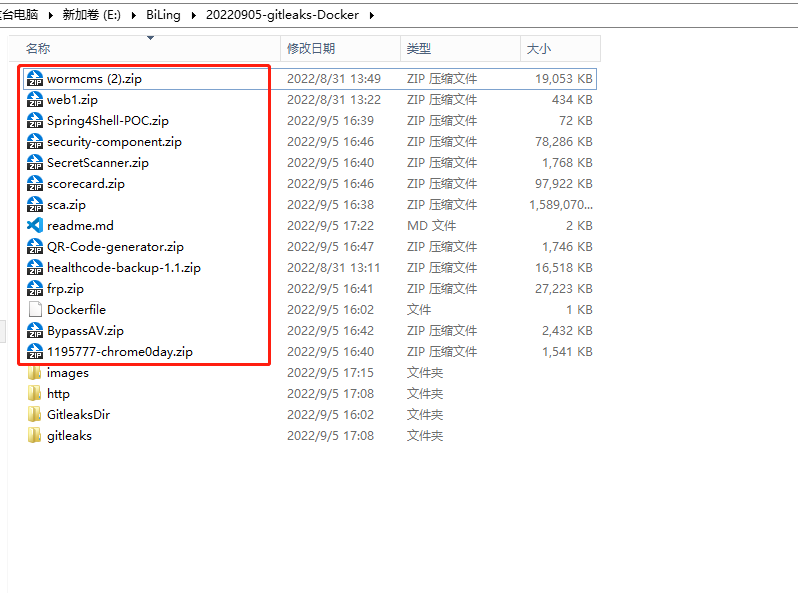 台电脑 新加卷 (E:) BiLing 20220905-gitleaks-Docker
名称 修改日期 类型 大小
wormcms (2).zip 2022/8/31 13:49 ZIP 压缩文件 19,053 KB
web1.zip 2022/8/31 13:22 ZIP 压缩文件 434 KB
Spring4Shell-POC.zip 2022/9/5 16:39 ZIP 压缩文件 72 KB
security-component.zip 2022/9/5 16:46 ZIP 压缩文件 78,286 KB
SecretScanner.zip 2022/9/5 16:40 ZIP 压缩文件 1,768 KB
scorecard.zip 2022/9/5 16:46 ZIP 压缩文件 97,922 KB
sca.zip 2022/9/5 16:38 ZIP 压缩文件 1,589,070...
readme.md 2022/9/5 17:22 MD 文件 2 KB
QR-Code-generator.zip 2022/9/5 16:47 ZIP 压缩文件 1,746 KB
healthcode-backup-1.1.zip 2022/8/31 13:11 ZIP 压缩文件 16,518 KB
frp.zip 2022/9/5 16:41 ZIP 压缩文件 27,223 KB
Dockerfile 2022/9/5 16:02 文件 1 KB
BypassAV.zip 2022/9/5 16:42 ZIP 压缩文件 2,432 KB
1195777-chrome0day.zip 2022/9/5 16:40 ZIP 压缩文件 1,541 KB
images 2022/9/5 17:15 文件夹
http 2022/9/5 17:08 文件夹
GitleaksDir 2022/9/5 16:02 文件夹
gitleaks 2022/9/5 17:08 文件夹